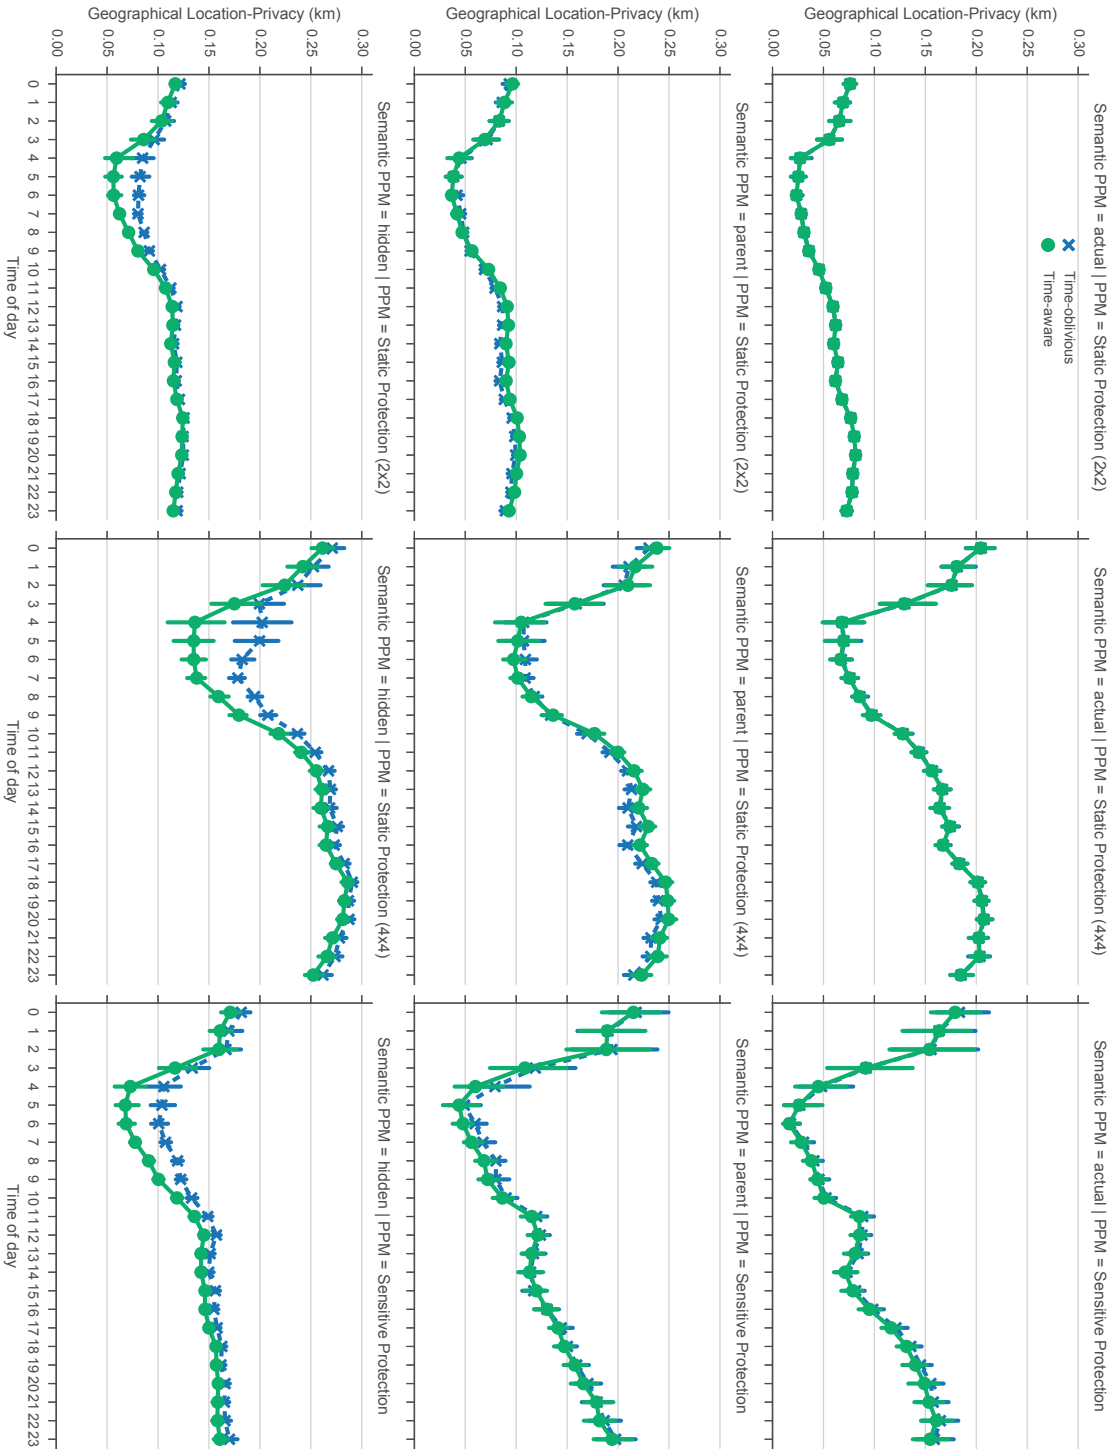 Semantic PPM = actual | PPM = Static Protection (2x2)
Semantic PPM = actual | PPM = Static Protection (4x4)
Semantic PPM = actual | PPM = Sensitive Protection
Time-oblivious
Time-aware
Geographical Location-Privacy (km)
0.30
0.25
0.20
0.15
0.10
0.05
0.00
Semantic PPM = parent | PPM = Static Protection (2x2)
Semantic PPM = parent | PPM = Static Protection (4x4)
Semantic PPM = parent | PPM = Sensitive Protection
Geographical Location-Privacy (km)
0.30
0.25
0.20
0.15
0.10
0.05
0.00
Semantic PPM = hidden | PPM = Static Protection (2x2)
Semantic PPM = hidden | PPM = Static Protection (4x4)
Semantic PPM = hidden | PPM = Sensitive Protection
Geographical Location-Privacy (km)
0.30
0.25
0.20
0.15
0.10
0.05
0.00
0 1 2 3 4 5 6 7 8 9 10 11 12 13 14 15 16 17 18 19 20 21 22 23
0 1 2 3 4 5 6 7 8 9 10 11 12 13 14 15 16 17 18 19 20 21 22 23
0 1 2 3 4 5 6 7 8 9 10 11 12 13 14 15 16 17 18 19 20 21 22 23
Time of day
Time of day
Time of day